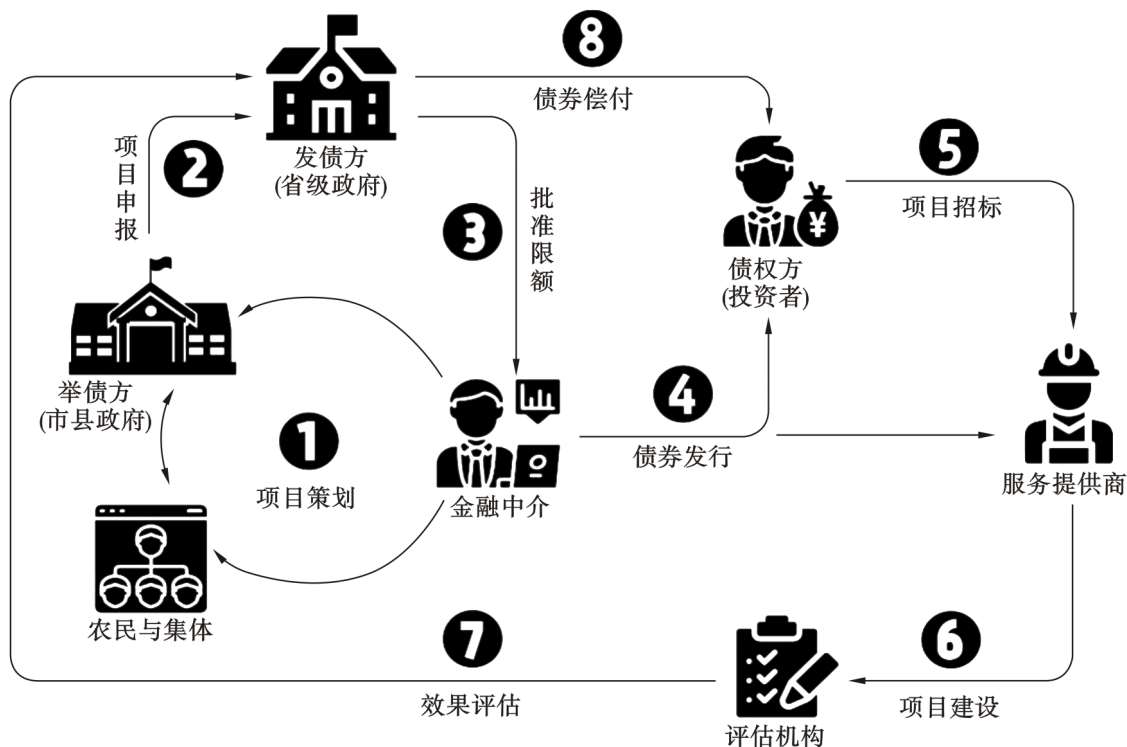 8
债券偿付
项目申报
2
发债方
(省级政府)
3
批准限额
5
项目招标
¥
债权方
(投资者)
举债方
(市县政府)
1
项目策划
4
债券发行
金融中介
服务提供商
农民与集体
7
效果评估
6
项目建设
评估机构